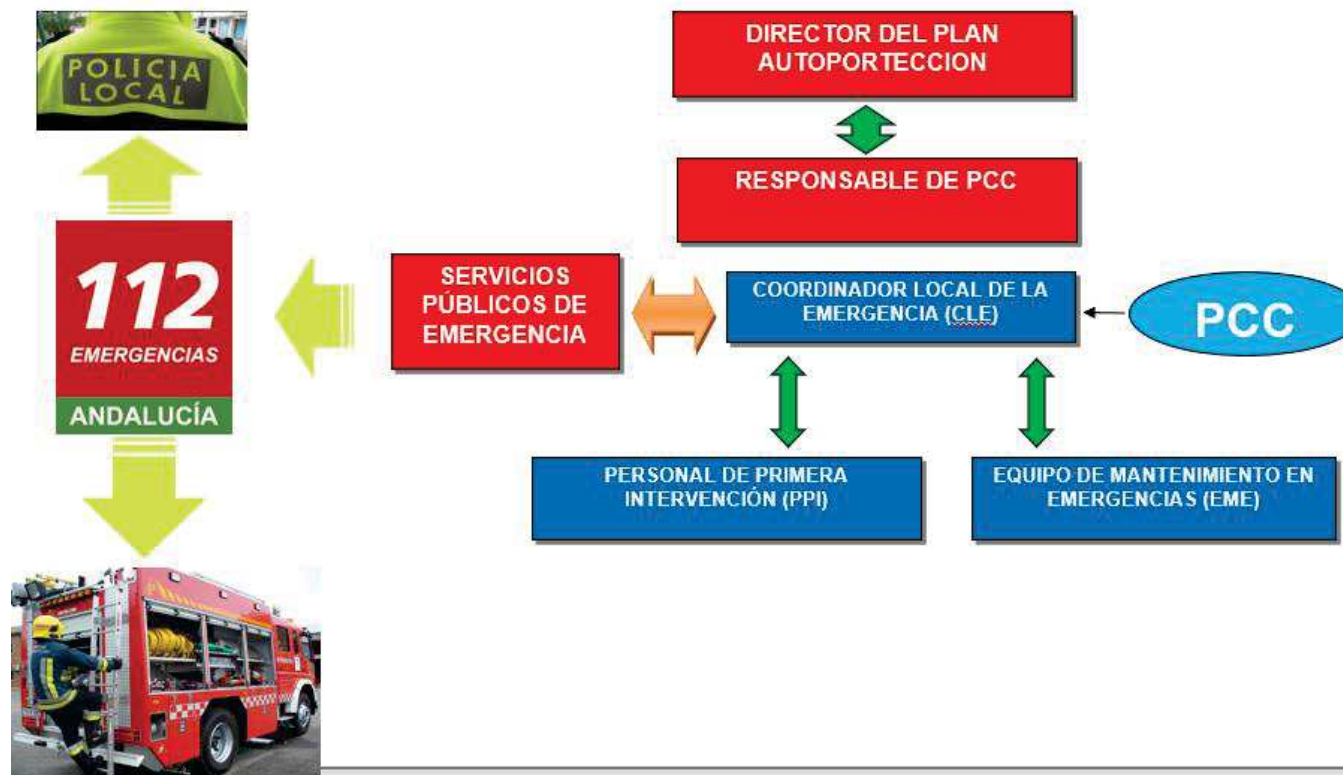 POLICIA
LOCAL
DIRECTOR DEL PLAN
AUTOPORTECCION
RESPONSABLE DE PCC
112
EMERGENCIAS
ANDALUCÍA
SERVICIOS
PÚBLICOS DE
EMERGENCIA
COORDINADOR LOCAL DE LA
EMERGENCIA (CLE)
PCC
PERSONAL DE PRIMERA
INTERVENCIÓN (PPI)
EQUIPO DE MANTENIMIENTO EN
EMERGENCIAS (EME)